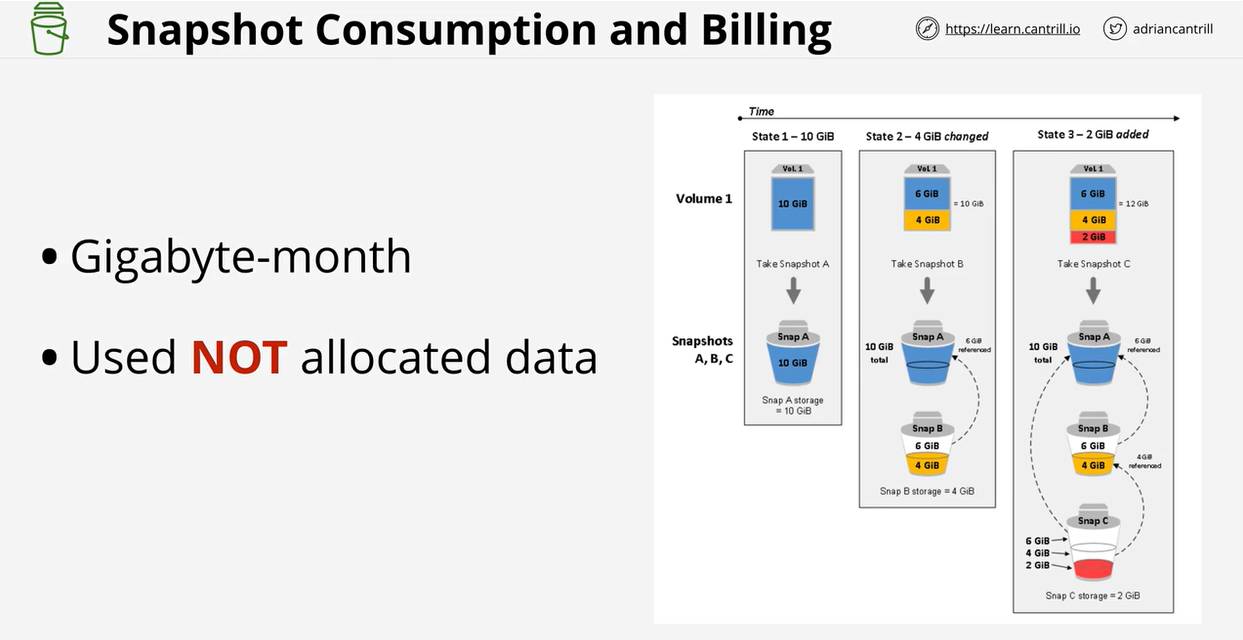 Snapshot Consumption and Billing
https://learn.cantrill.io
adriancantrill
• Gigabyte-month
• Used NOT allocated data
Time
State 1 – 10 GiB
State 2 – 4 GiB changed
State 3 – 2 GiB added
Volume 1
Vol. 1
10 GiB
Vol 1
6 GiB
4 GiB
= 10 GiB
Vol 1
6 GiB
4 GiB
2 GiB
= 12 GiB
Take Snapshot A
Take Snapshot B
Take Snapshot C
Snapshots
A, B, C
Snap A
10 GiB
Snap A storage
= 10 GiB
10 GiB
total
Snap A
6 GiB
referenced
Snap B
6 GiB
4 GiB
Snap B storage = 4 GiB
10 GiB
total
Snap A
6 GiB
referenced
Snap B
6 GiB
4 GiB
4 GiB
referenced
Snap C
6 GiB
4 GiB
2 GiB
Snap C storage = 2 GiB